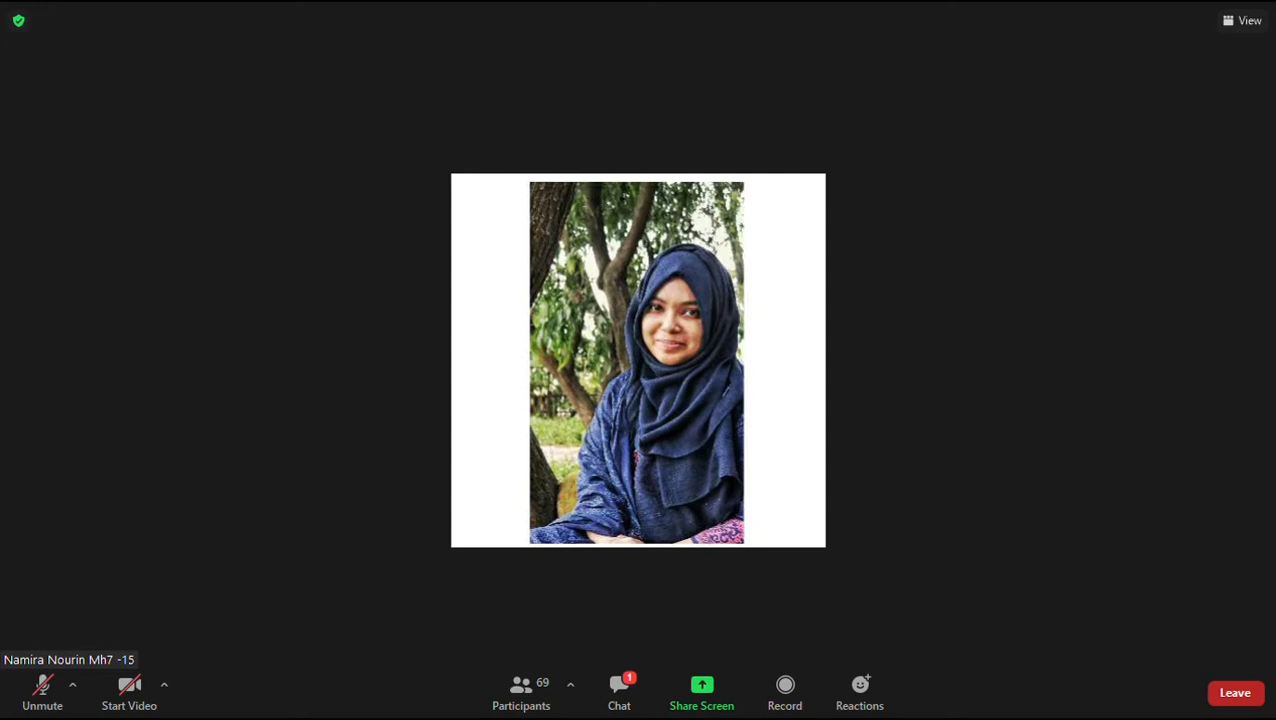 View
Namira Nourin Mh7 -15
Unmute
Start Video
69
Participants
1
Chat
Share Screen
Record
Reactions
Leave